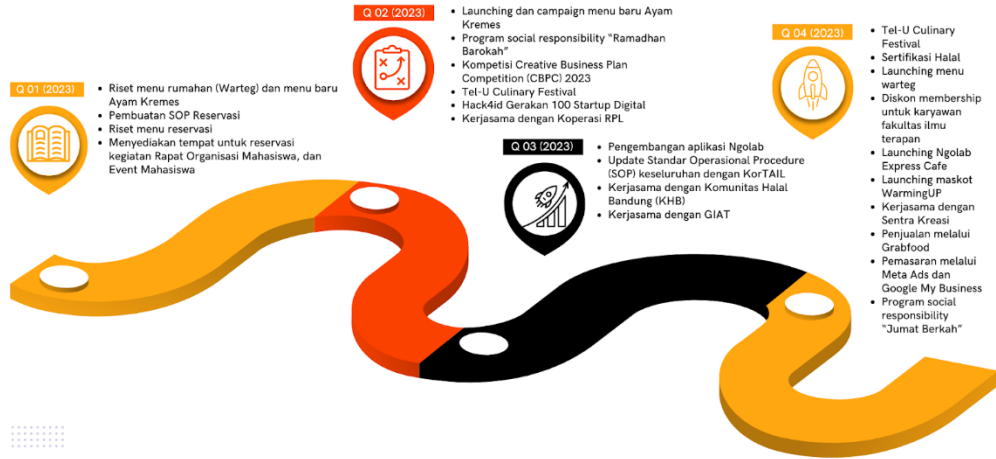 Q 01 (2023)
• Riset menu rumahan (Warteg) dan menu baru
Ayam Kremes
• Pembuatan SOP Reservasi
• Riset menu reservasi
• Menyediakan tempat untuk reservasi
kegiatan Rapat Organisasi Mahasiswa, dan
Event Mahasiswa
Q 02 (2023)
• Launching dan campaign menu baru Ayam
Kremes
• Program social responsibility “Ramadhan
Barokah”
• Kompetisi Creative Business Plan
Competition (CBPC) 2023
• Tel-U Culinary Festival
• Hack4id Gerakan 100 Startup Digital
• Kerjasama dengan Koperasi RPL
Q 03 (2023)
• Pengembangan aplikasi Ngolab
• Update Standar Operasional Procedure
(SOP) keseluruhan dengan KorTAIL
• Kerjasama dengan Komunitas Halal
Bandung (KHB)
• Kerjasama dengan GIAT
Q 04 (2023)
• Tel-U Culinary
Festival
• Sertifikasi Halal
• Launching menu
warteg
• Diskon membership
untuk karyawan
fakultas ilmu
terapan
• Launching Ngolab
Express Cafe
• Launching maskot
WarmingUP
• Kerjasama dengan
Sentra Kreasi
• Penjualan melalui
Grabfood
• Pemasaran melalui
Meta Ads dan
Google My Business
• Program social
responsibility
“Jumat Berkah”